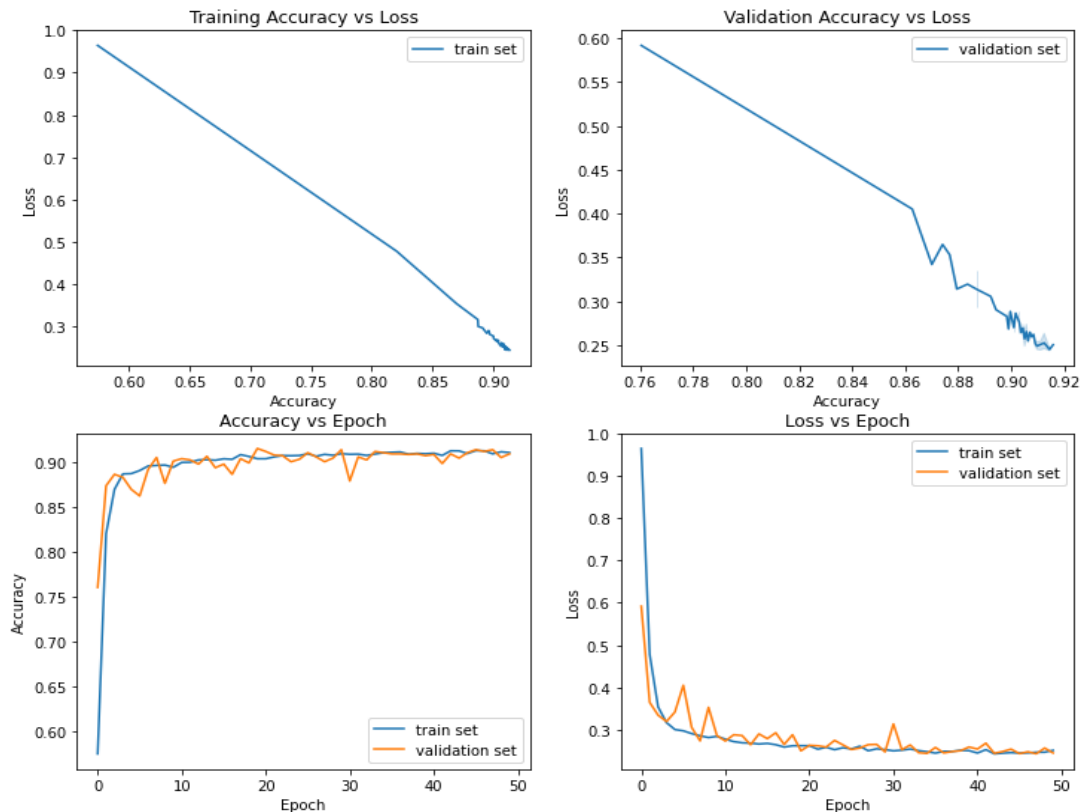 Training Accuracy vs Loss
1.0
0.9
0.8
0.7
0.6
0.5
0.4
0.3
Loss
train set
0.60 0.65 0.70 0.75 0.80 0.85 0.90
Accuracy
Validation Accuracy vs Loss
0.60
0.55
0.50
0.45
0.40
0.35
0.30
0.25
Loss
validation set
0.76 0.78 0.80 0.82 0.84 0.86 0.88 0.90 0.92
Accuracy
Accuracy vs Epoch
0.90
0.85
0.80
0.75
0.70
0.65
0.60
Accuracy
train set
validation set
0 10 20 30 40 50
Epoch
Loss vs Epoch
1.0
0.9
0.8
0.7
0.6
0.5
0.4
0.3
Loss
train set
validation set
0 10 20 30 40 50
Epoch